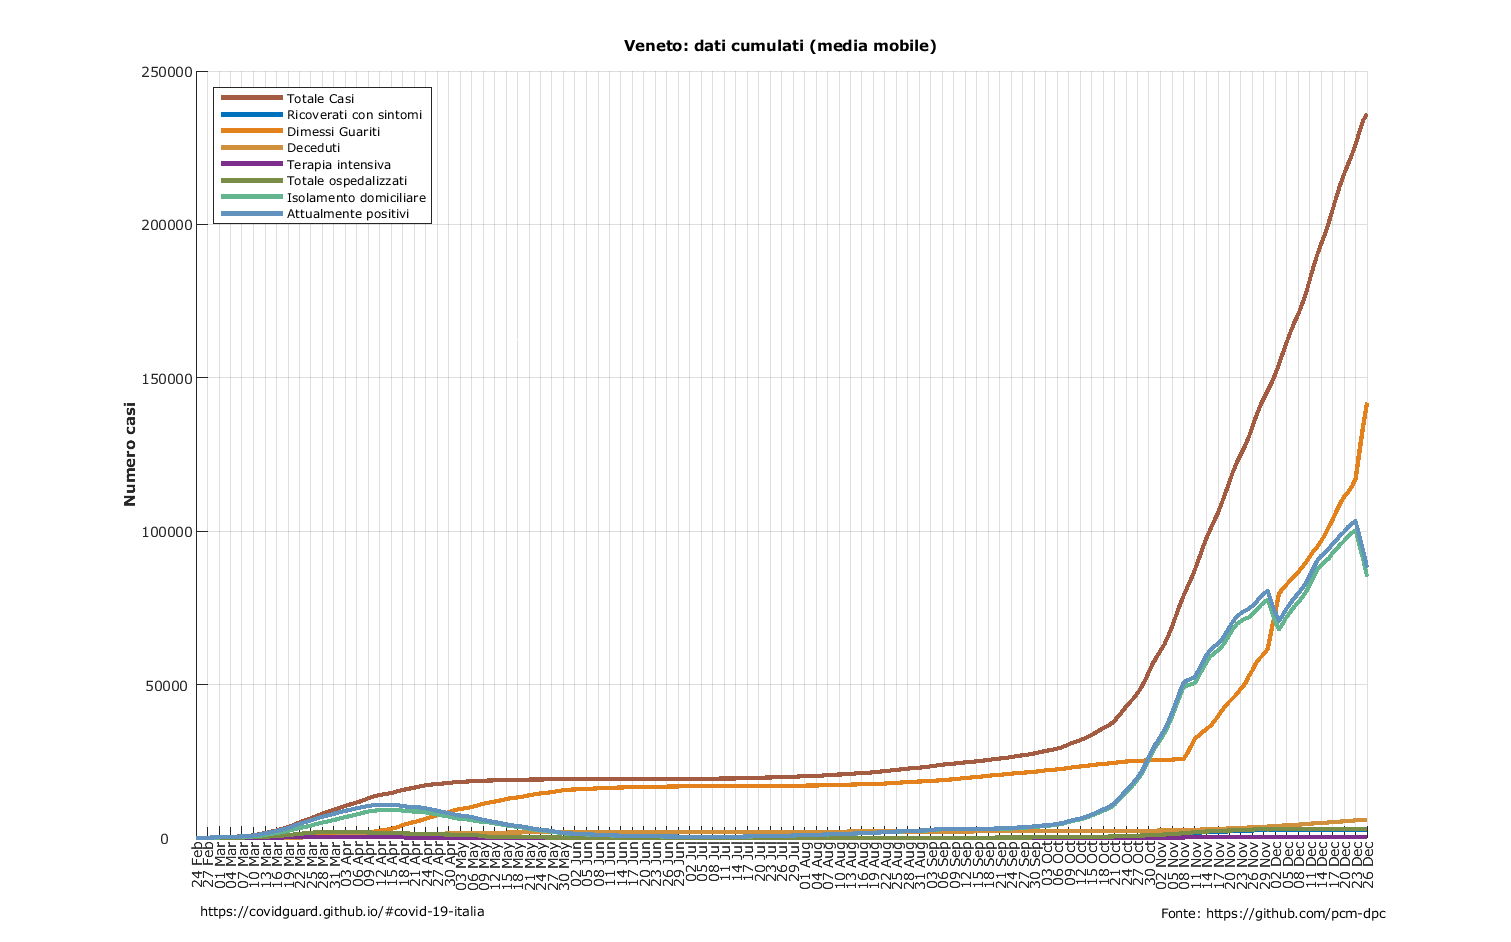 Veneto: dati cumulati (media mobile)
250000
200000
150000
100000
50000
0
Numero casi
Totale Casi
Ricoverati con sintomi
Dimessi Guariti
Deceduti
Terapia intensiva
Totale ospedalizzati
Isolamento domiciliare
Attualmente positivi
24 Feb
27 Feb
01 Mar
04 Mar
07 Mar
10 Mar
13 Mar
16 Mar
19 Mar
22 Mar
25 Mar
28 Mar
31 Mar
03 Apr
06 Apr
09 Apr
12 Apr
15 Apr
18 Apr
21 Apr
24 Apr
27 Apr
30 Apr
03 May
06 May
09 May
12 May
15 May
18 May
21 May
24 May
27 May
30 May
02 Jun
05 Jun
08 Jun
11 Jun
14 Jun
17 Jun
20 Jun
23 Jun
26 Jun
29 Jun
02 Jul
05 Jul
08 Jul
11 Jul
14 Jul
17 Jul
20 Jul
23 Jul
26 Jul
29 Jul
01 Aug
04 Aug
07 Aug
10 Aug
13 Aug
16 Aug
19 Aug
22 Aug
25 Aug
28 Aug
31 Aug
03 Sep
06 Sep
09 Sep
12 Sep
15 Sep
18 Sep
21 Sep
24 Sep
27 Sep
30 Sep
03 Oct
06 Oct
09 Oct
12 Oct
15 Oct
18 Oct
21 Oct
24 Oct
27 Oct
30 Oct
02 Nov
05 Nov
08 Nov
11 Nov
14 Nov
17 Nov
20 Nov
23 Nov
26 Nov
29 Nov
02 Dec
05 Dec
08 Dec
11 Dec
14 Dec
17 Dec
20 Dec
23 Dec
26 Dec
https://covidguard.github.io/#covid-19-italia
Fonte: https://github.com/pcm-dpc